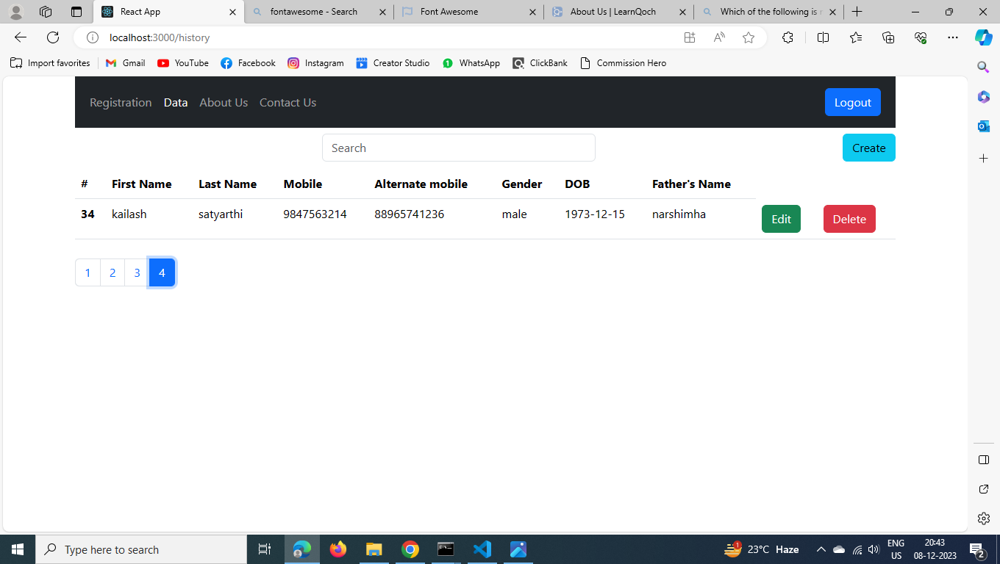 React App
fontawesome - Search
Font Awesome
About Us | LearnQoch
Which of the following is
localhost:3000/history
Import favorites
Gmail
YouTube
Facebook
Instagram
Creator Studio
WhatsApp
ClickBank
Commission Hero
Registration Data About Us Contact Us
Logout
Search
Create
# First Name Last Name Mobile Alternate mobile Gender DOB Father's Name
34 kailash satyarthi 9847563214 88965741236 male 1973-12-15 narshimha Edit Delete
1 2 3 4
Type here to search
1
23°C Haze
ENG
US
20:43
08-12-2023
2